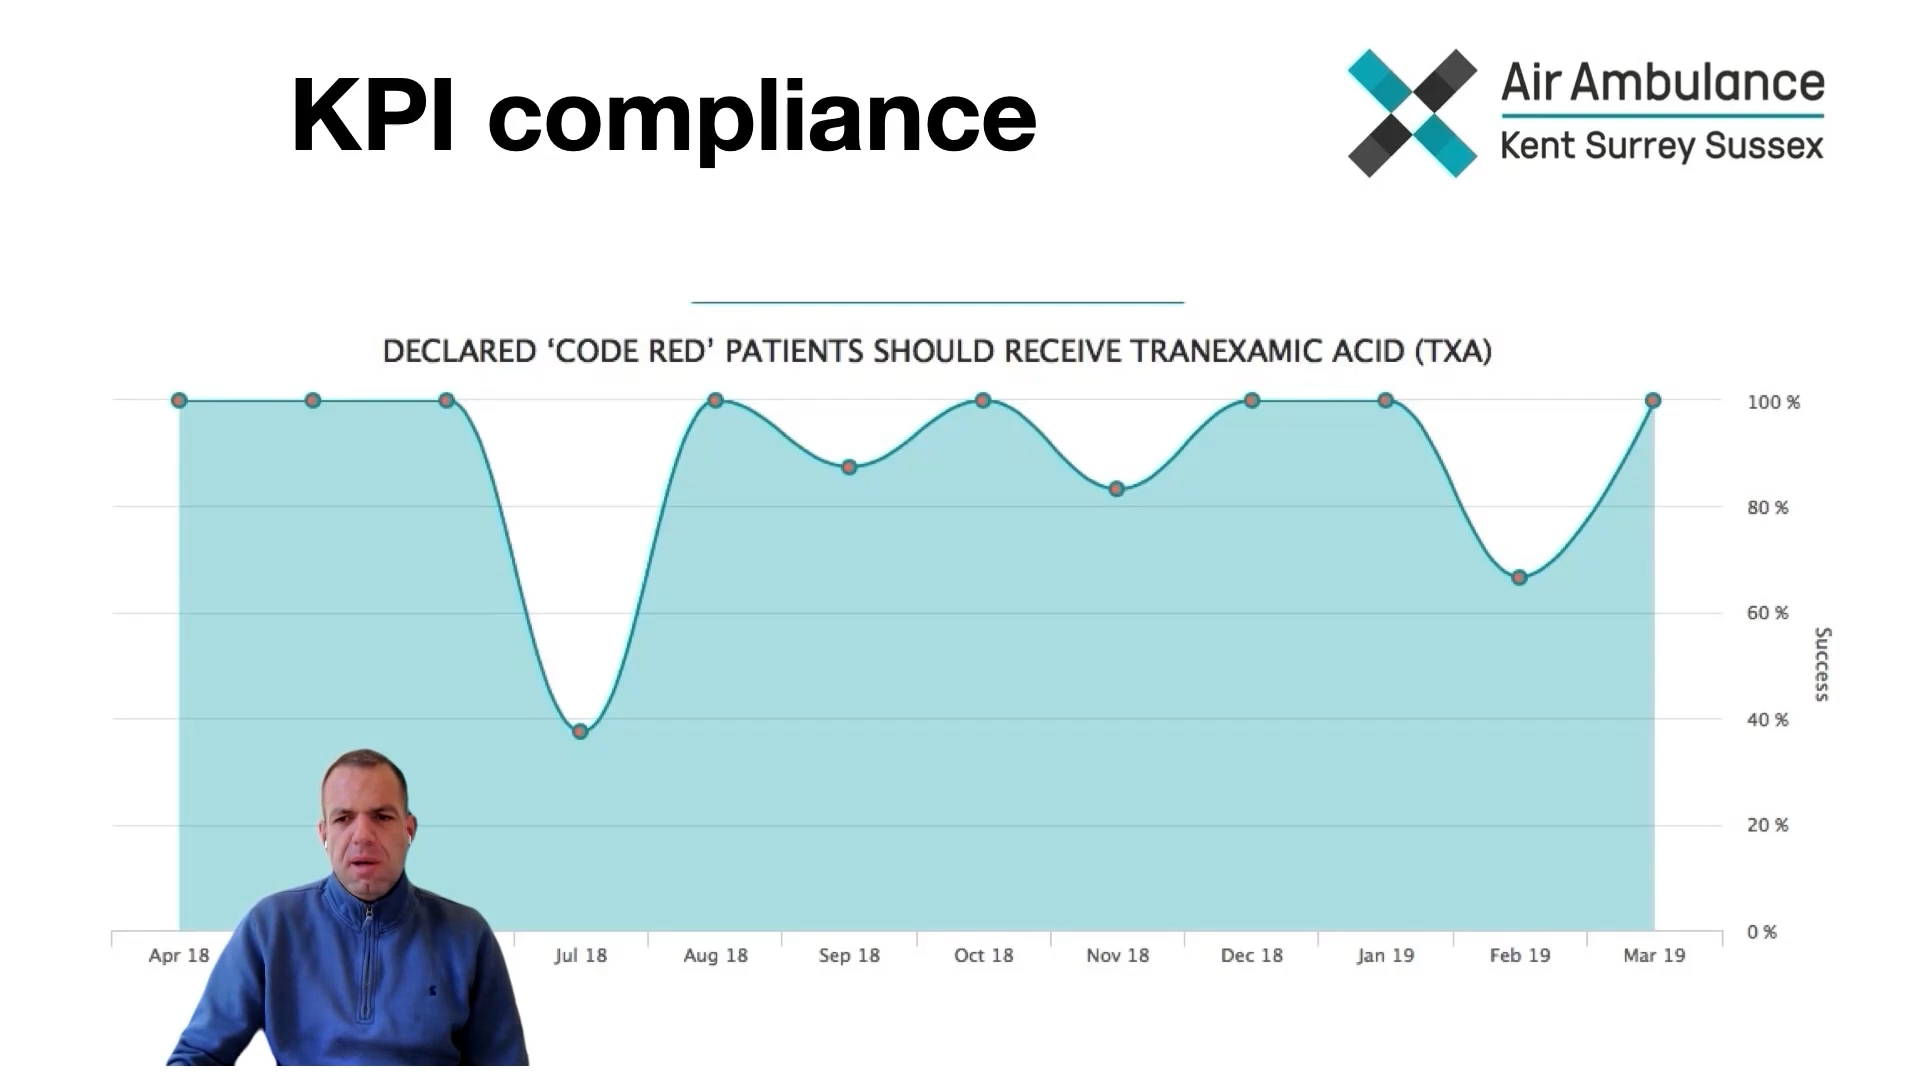 KPI compliance
Air Ambulance
Kent Surrey Sussex
DECLARED ‘CODE RED’ PATIENTS SHOULD RECEIVE TRANEXAMIC ACID (TXA)
100 %
80 %
60 %
40 %
20 %
0 %
Success
Apr 18
Jul 18
Aug 18
Sep 18
Oct 18
Nov 18
Dec 18
Jan 19
Feb 19
Mar 19